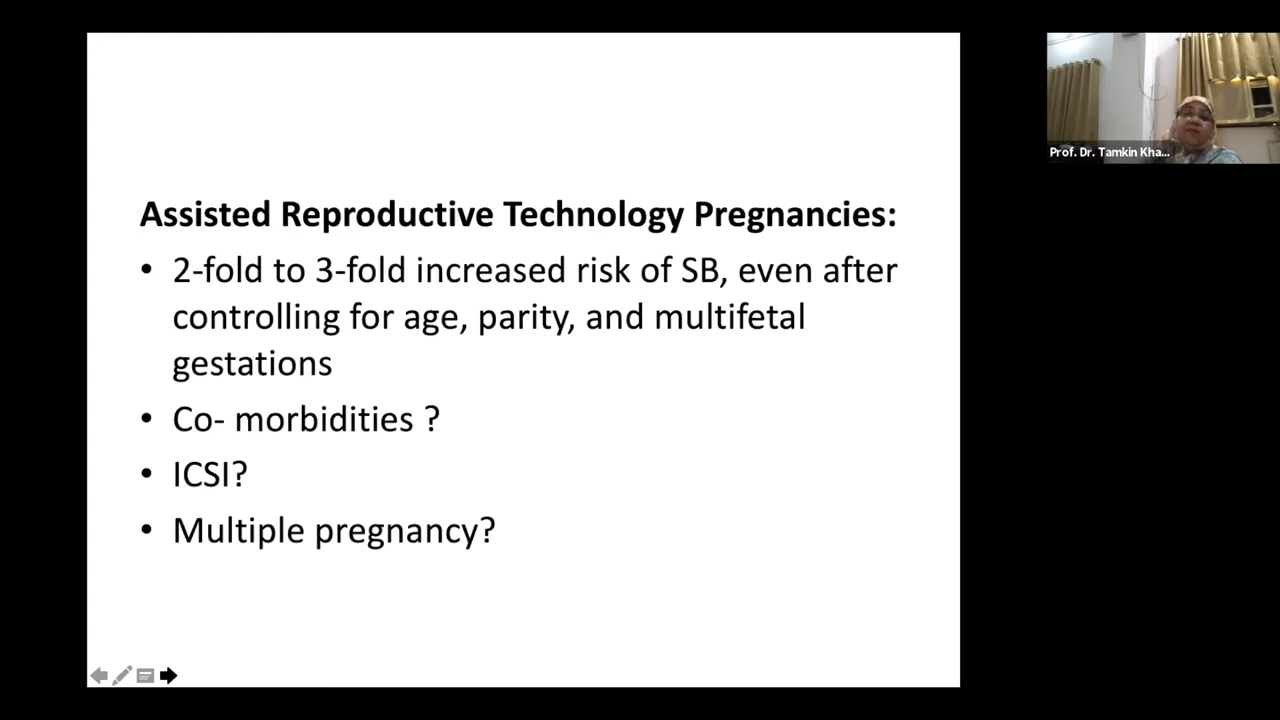 Assisted Reproductive Technology Pregnancies:
• 2-fold to 3-fold increased risk of SB, even after
controlling for age, parity, and multifetal
gestations
• Co- morbidities ?
• ICSI?
• Multiple pregnancy?
Prof. Dr. Tamkin Kha...